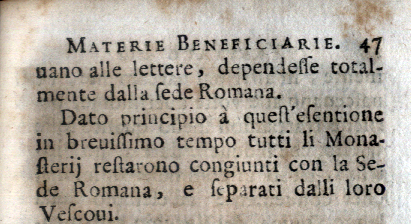 MATERIE BENEFICIARIE. 47
uano alle lettere, dependeſſe total-
mente dalla ſede Romana.
Dato principio à queſt'eſentione
in breuiſſimo tempo tutti li Mona-
ſterij reſtarono congiunti con la Se-
de Romana, e ſeparati dalli loro
Veſcoui.